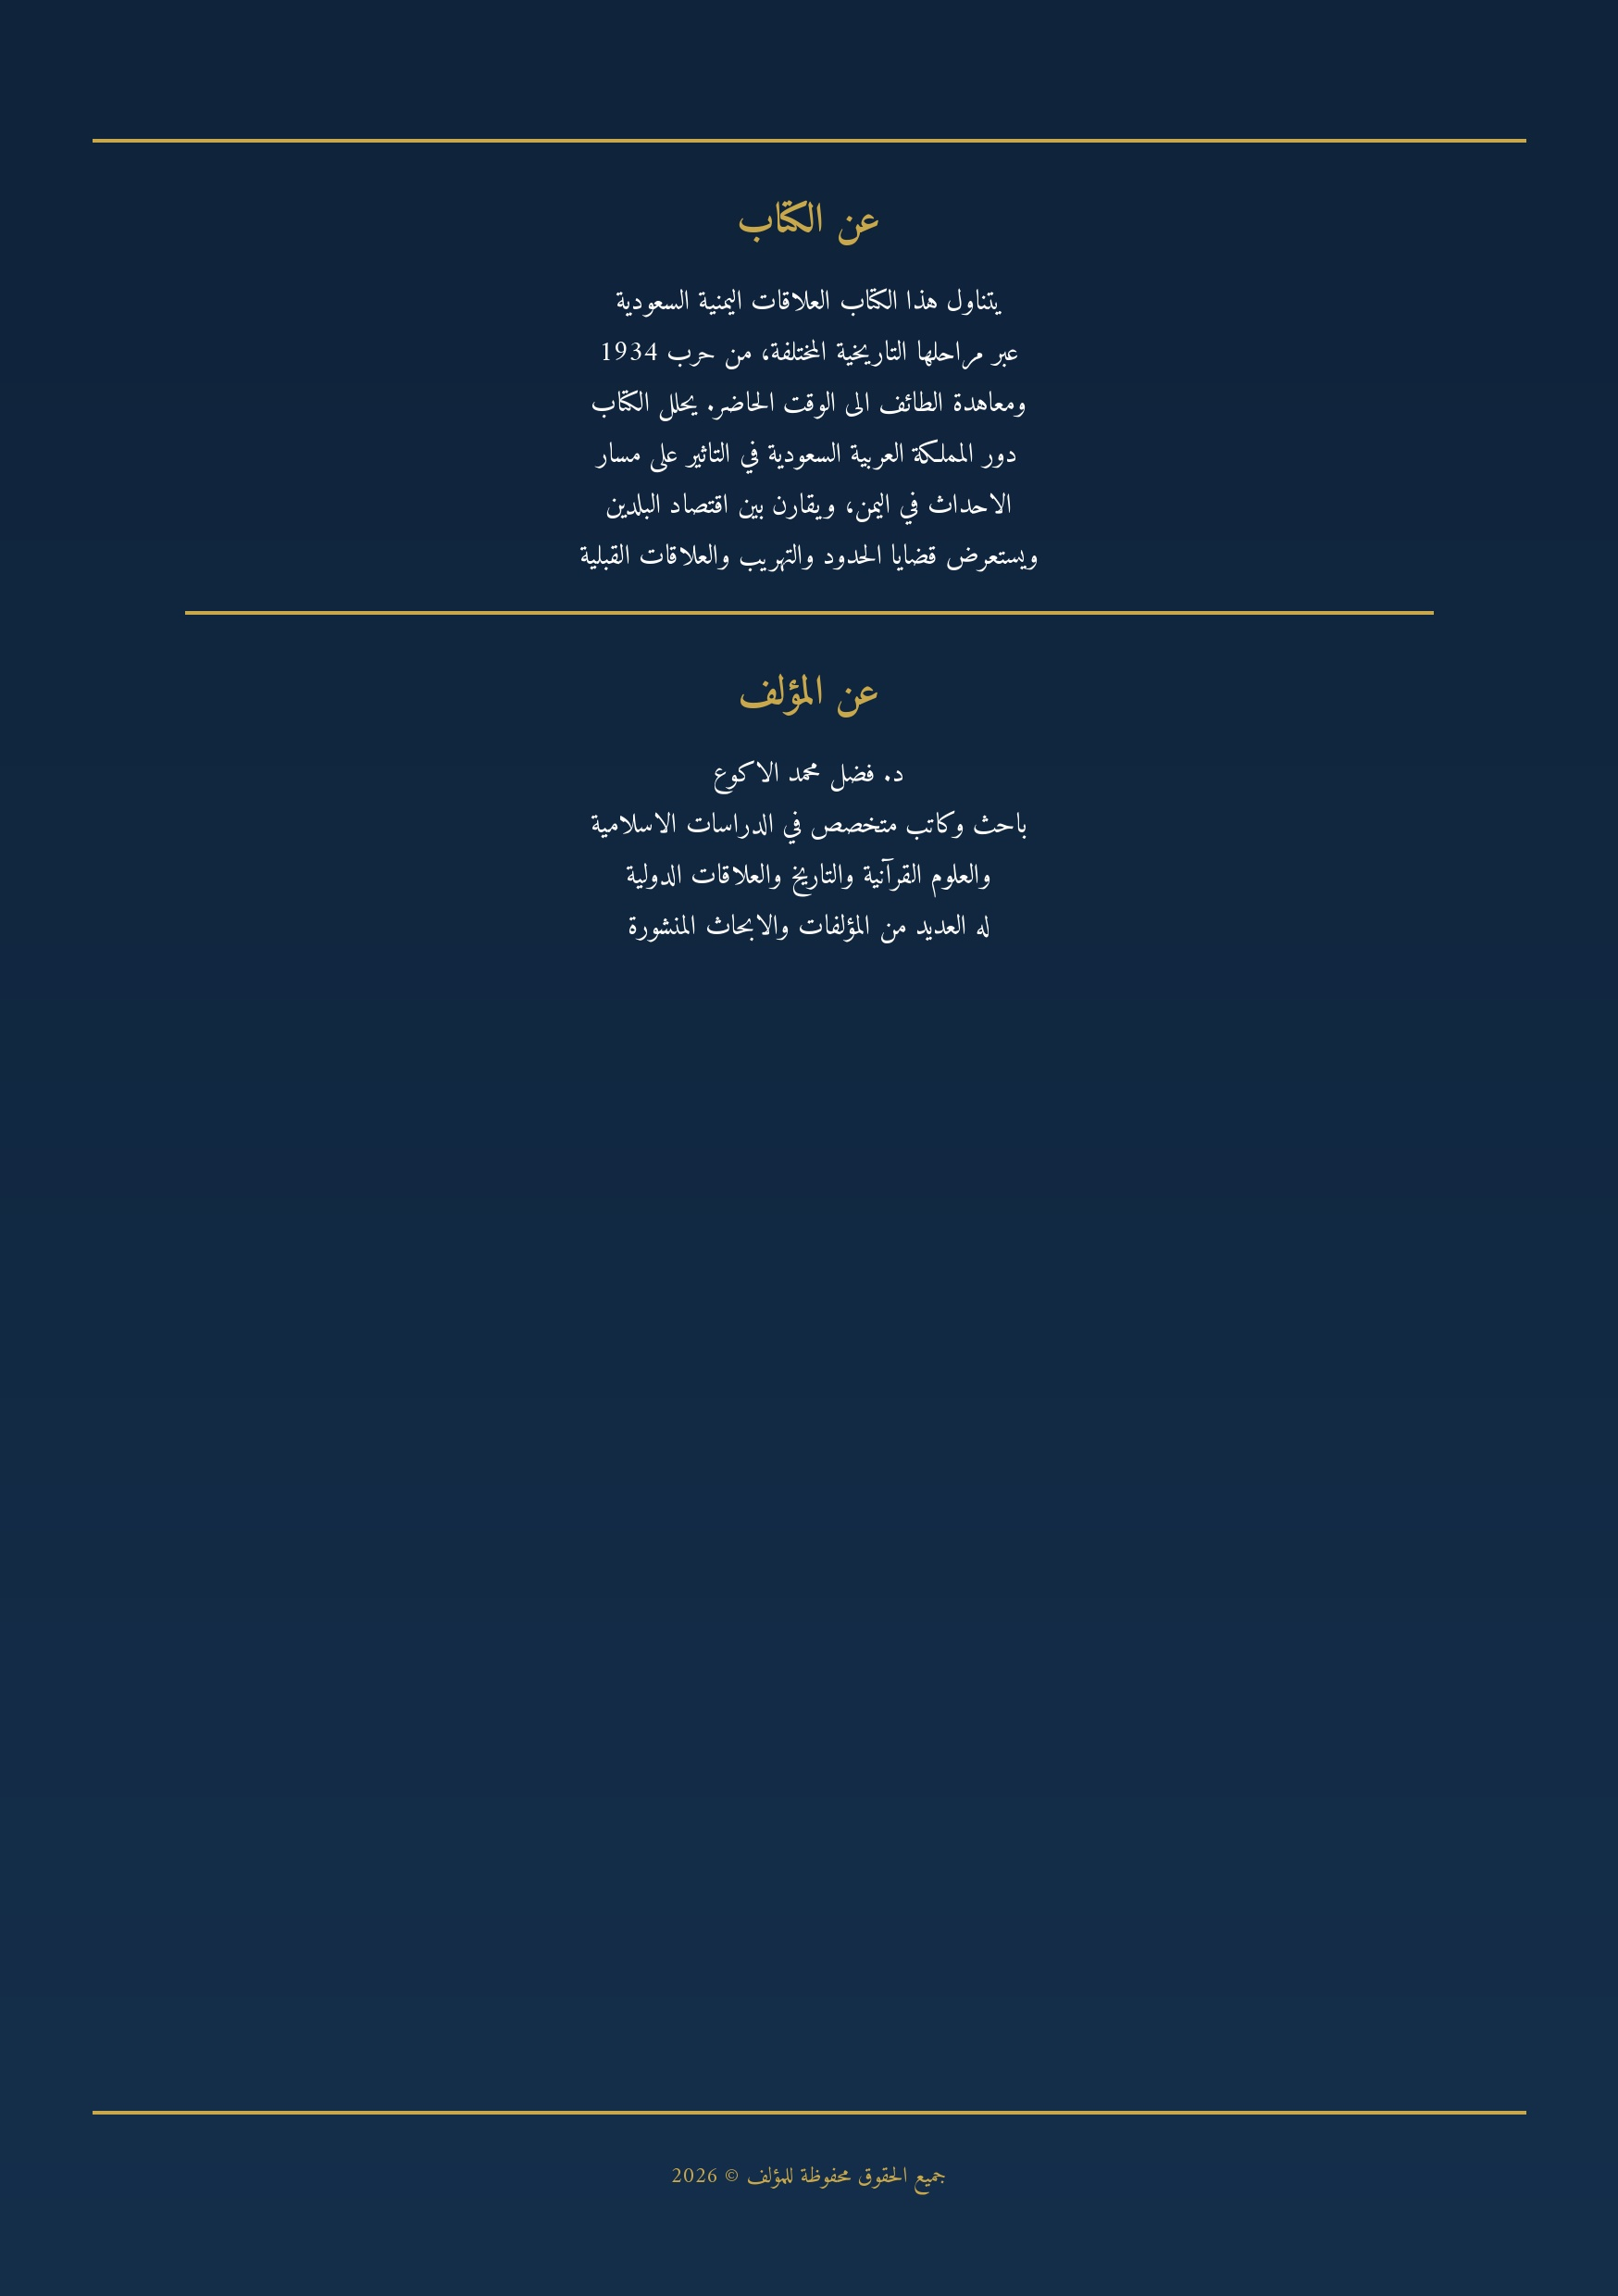 عن الكتاب
يتناول هذا الكتاب العلاقات اليمنية السعودية
عبر مراحلها التاريخية المختلفة، من حرب 1934
ومعاهدة الطائف الى الوقت الحاضر. يحلل الكتاب
دور المملكة العربية السعودية في التاثير على مسار
الاحداث في اليمن، ويقارن بين اقتصاد البلدين
ويستعرض قضايا الحدود والتهريب والعلاقات القبلية
عن المؤلف
د. فضل محمد الاكوع
باحث وكاتب متخصص في الدراسات الاسلامية
والعلوم القرآنية والتاريخ والعلاقات الدولية
له العديد من المؤلفات والابحاث المنشورة
جميع الحقوق محفوظة للمؤلف © 2026